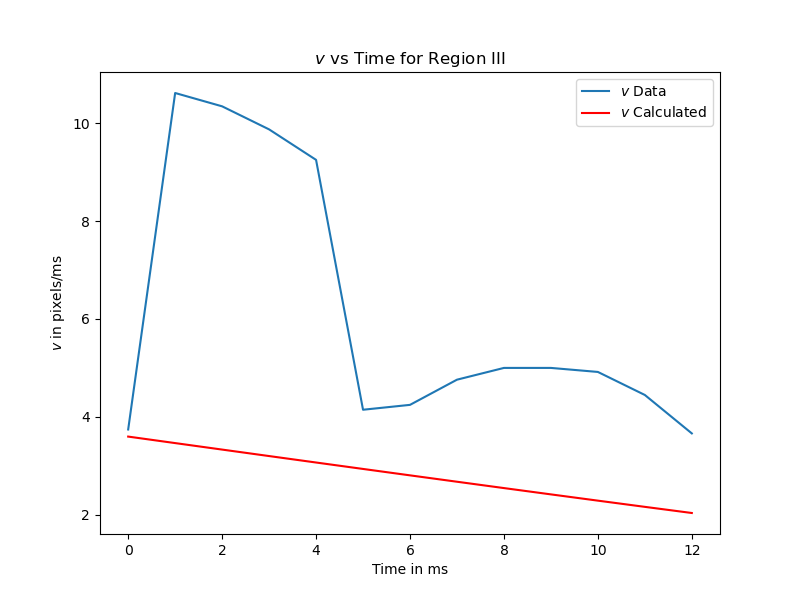 v vs Time for Region III
v Data
v Calculated
v in pixels/ms
10
8
6
4
2
0 2 4 6 8 10 12
Time in ms